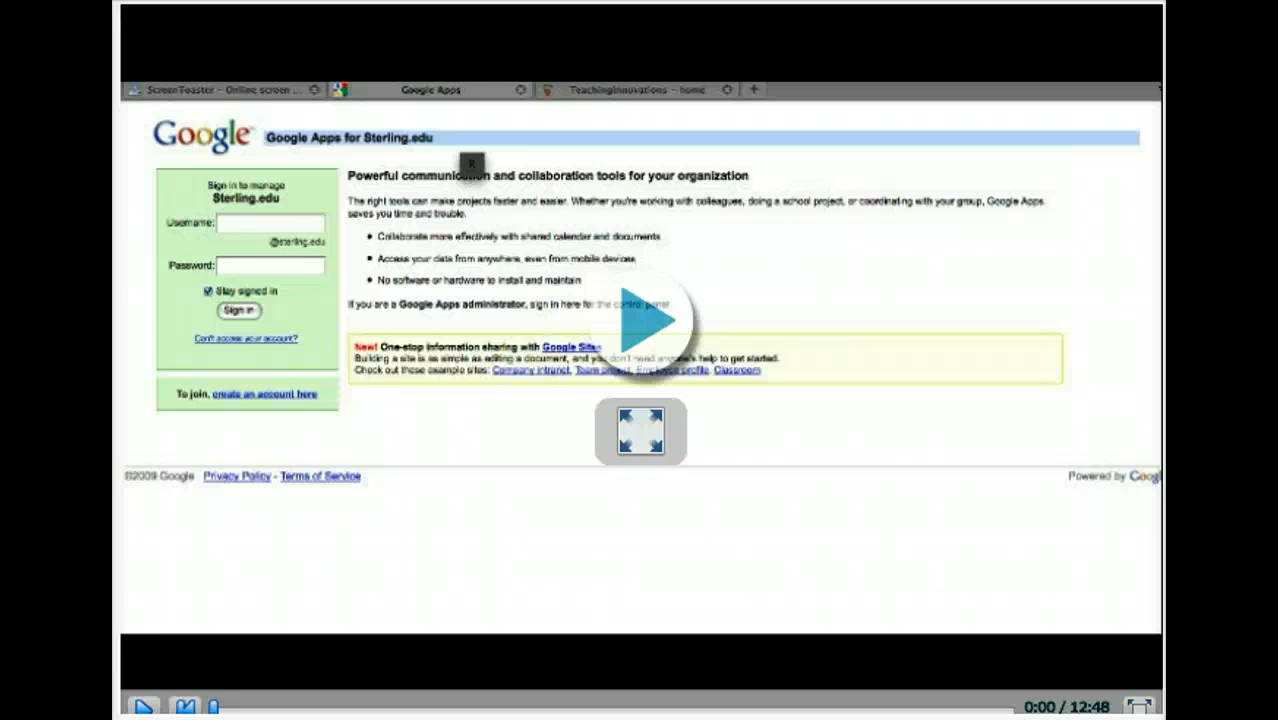 ScreenToaster - Online screen ...
Google Apps
TeachingInnovations - home
+
Google
Google Apps for Sterling.edu
R
Sign in to manage
Sterling.edu
Username:
@sterling.edu
Password:
Stay signed in
Sign in
Can't access your account?
To join, create an account here
Powerful communication and collaboration tools for your organization
The right tools can make projects faster and easier. Whether you're working with colleagues, doing a school project, or coordinating with your group, Google Apps
saves you time and trouble.
Collaborate more effectively with shared calendar and documents
Access your data from anywhere, even from mobile devices
No software or hardware to install and maintain
If you are a Google Apps administrator, sign in here for the control panel
New! One-stop information sharing with Google Sites
Building a site is as simple as editing a document, and you don't need anyone's help to get started.
Check out these example sites: Company intranet, Team project, Employee profile, Classroom
©2009 Google Privacy Policy - Terms of Service
Powered by Googl
0:00 / 12:48